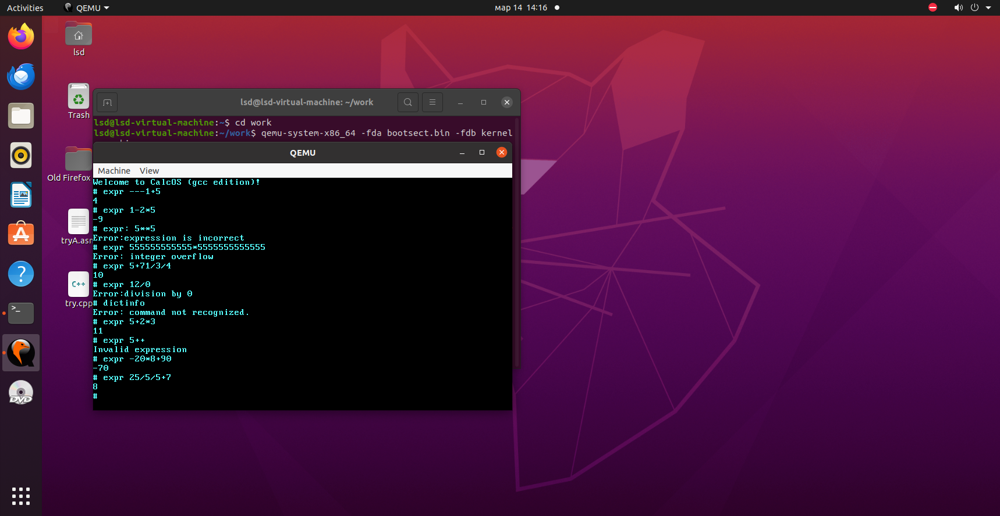 Activities
QEMU
мар 14 14:16
lsd
Trash
Old Firefox
tryA.asm
C++
try.cpp
>_
?
DVD
lsd@lsd-virtual-machine: ~/work
lsd@lsd-virtual-machine:~$ cd work
lsd@lsd-virtual-machine:~/work$ qemu-system-x86_64 -fda bootsect.bin -fdb kernel
QEMU
Machine View
Welcome to CalcOS (gcc edition)!
# expr ---1+5
4
# expr 1-2*5
-9
# expr: 5**5
Error:expression is incorrect
# expr 555555555555*5555555555555
Error: integer overflow
# expr 5+71/3/4
10
# expr 12/0
Error:division by 0
# dictinfo
Error: command not recognized.
# expr 5+2*3
11
# expr 5++
Invalid expression
# expr -20*8+90
-70
# expr 25/5/5+7
8
#